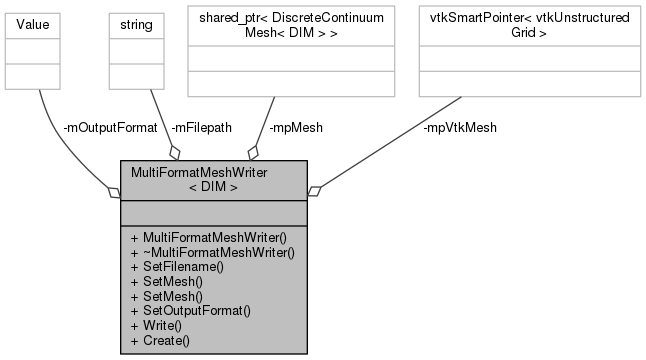 Value
string
shared_ptr< DiscreteContinuum
Mesh< DIM > >
vtkSmartPointer< vtkUnstructured
Grid >
-mOutputFormat
-mFilepath
-mpMesh
-mpVtkMesh
MultiFormatMeshWriter
< DIM >
+ MultiFormatMeshWriter()
+ ~MultiFormatMeshWriter()
+ SetFilename()
+ SetMesh()
+ SetMesh()
+ SetOutputFormat()
+ Write()
+ Create()